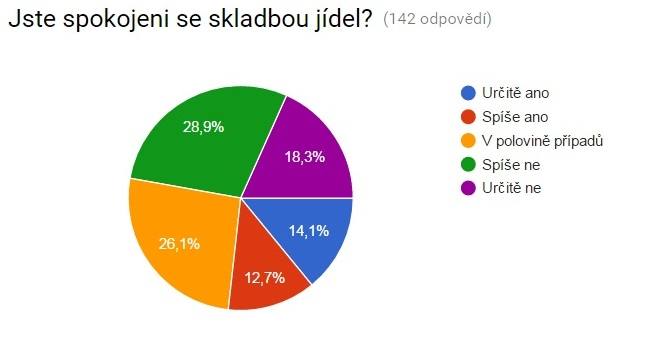 Jste spokojeni se skladbou jídel? (142 odpovědí)
Určitě ano
Spíše ano
V polovině případů
Spíše ne
Určitě ne
28,9%
18,3%
26,1%
14,1%
12,7%